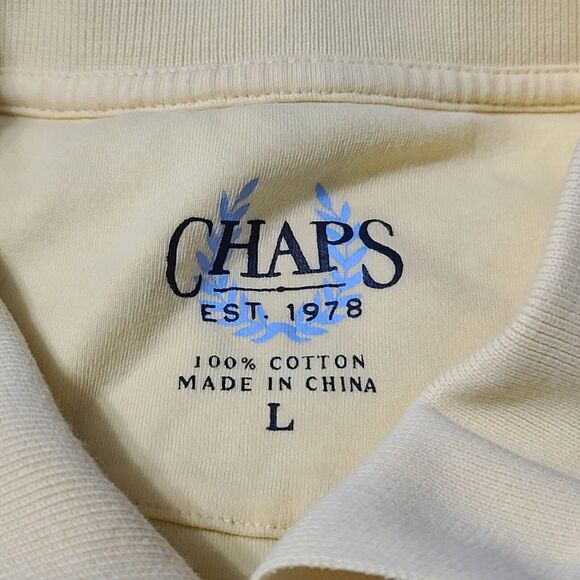 CHAPS
EST. 1978
100% COTTON
MADE IN CHINA
L